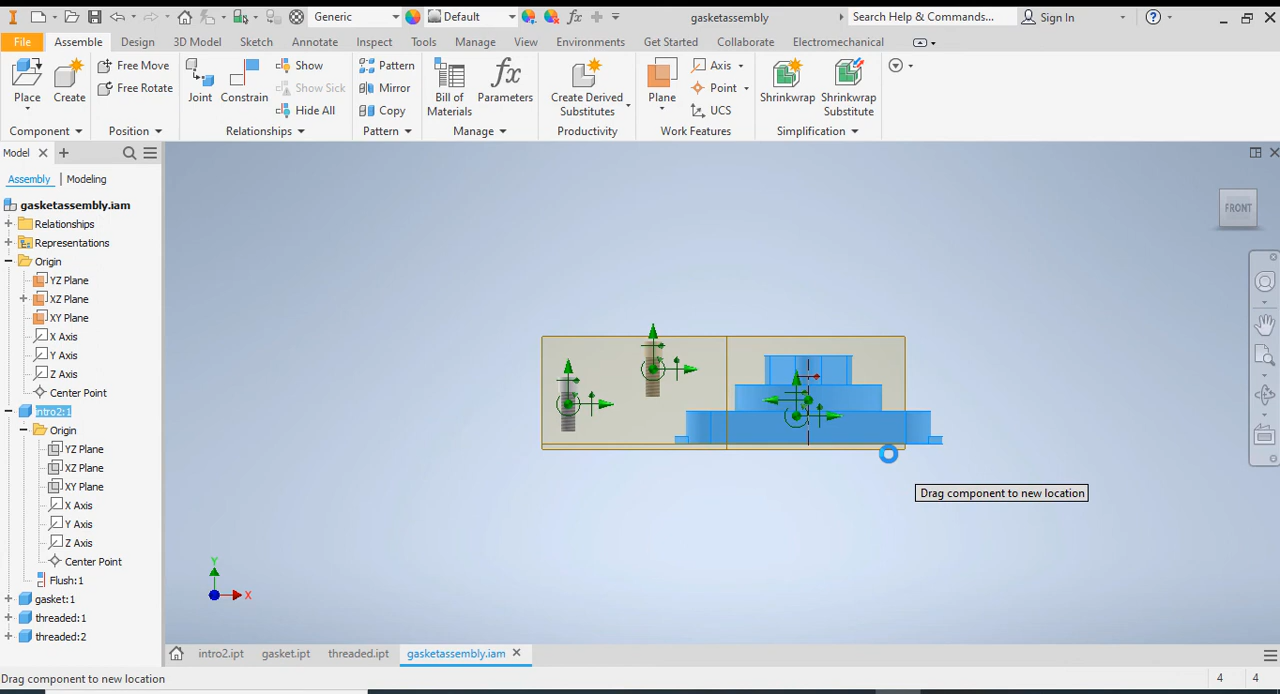 Generic
Default
gasketassembly
Search Help & Commands...
Sign In
File
Assemble
Design
3D Model
Sketch
Annotate
Inspect
Tools
Manage
View
Environments
Get Started
Collaborate
Electromechanical
Place
Create
Free Move
Free Rotate
Joint
Constrain
Show
Show Sick
Hide All
Pattern
Mirror
Copy
Bill of
Materials
Parameters
Create Derived
Substitutes
Plane
Axis
Point
UCS
Shrinkwrap
Shrinkwrap
Substitute
Component
Position
Relationships
Pattern
Manage
Productivity
Work Features
Simplification
Model
Assembly
Modeling
gasketassembly.iam
Relationships
Representations
Origin
YZ Plane
XZ Plane
XY Plane
X Axis
Y Axis
Z Axis
Center Point
intro2:1
Origin
YZ Plane
XZ Plane
XY Plane
X Axis
Y Axis
Z Axis
Center Point
Flush:1
gasket:1
threaded:1
threaded:2
FRONT
Drag component to new location
Y
X
intro2.ipt
gasket.ipt
threaded.ipt
gasketassembly.iam
Drag component to new location
4
4